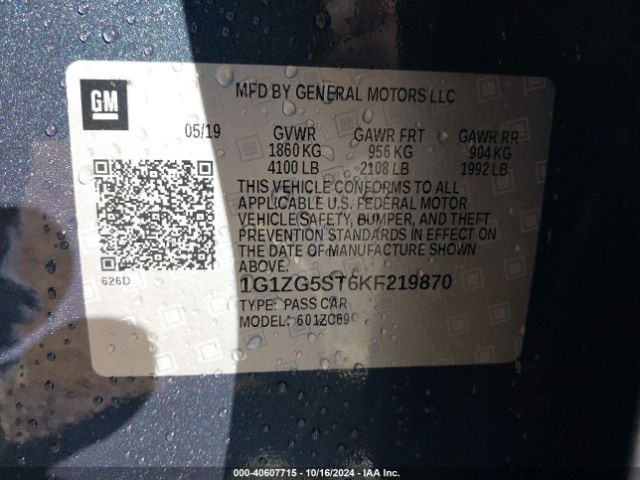 GM
MFD BY GENERAL MOTORS LLC
05/19 GVWR GAWR FRT GAWR RR
1860 KG 956 KG 904 KG
4100 LB 2108 LB 1992 LB
THIS VEHICLE CONFORMS TO ALL
APPLICABLE U.S. FEDERAL MOTOR
VEHICLE SAFETY, BUMPER, AND THEFT
PREVENTION STANDARDS IN EFFECT ON
THE DATE OF MANUFACTURE SHOWN
ABOVE.
626D
1G1ZG5ST6KF219870
TYPE: PASS CAR
MODEL: 601ZC69
000-40607715 - 10/16/2024 - IAA